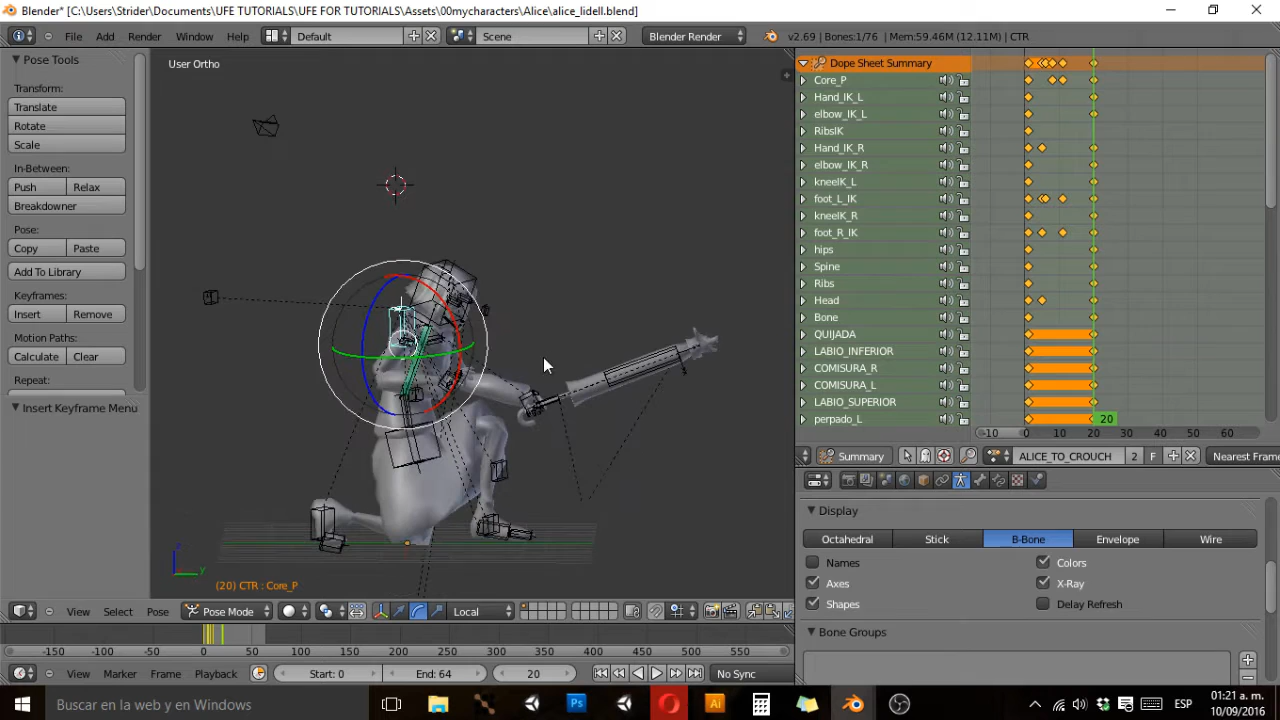 Blender* [C:\Users\Strider\Documents\UFE TUTORIALS\UFE FOR TUTORIALS\Assets\00mycharacters\Alice\alice_lidell.blend]
File Add Render Window Help Default Scene Blender Render v2.69 | Bones:1/76 | Mem:59.46M (12.11M) | CTR
Pose Tools
Transform:
Translate
Rotate
Scale
In-Between:
Push Relax
Breakdowner
Pose:
Copy Paste
Add To Library
Keyframes:
Insert Remove
Motion Paths:
Calculate Clear
Repeat:
Insert Keyframe Menu
User Ortho
z
y
(20) CTR : Core_P
View Select Pose Pose Mode Local
Dope Sheet Summary
Core_P
Hand_IK_L
elbow_IK_L
RibsIK
Hand_IK_R
elbow_IK_R
kneeIK_L
foot_L_IK
kneeIK_R
foot_R_IK
hips
Spine
Ribs
Head
Bone
QUIJADA
LABIO_INFERIOR
COMISURA_R
COMISURA_L
LABIO_SUPERIOR
perpado_L
20
-10 0 10 20 30 40 50 60
Summary ALICE_TO_CROUCH 2 F Nearest Frame
Display
Octahedral Stick B-Bone Envelope Wire
Names Colors
Axes X-Ray
Shapes Delay Refresh
Bone Groups
-150 -100 -50 0 50 100 150 200 250 300 350 400 450 500 550
View Marker Frame Playback Start: 0 End: 64 20 No Sync
Buscar en la web y en Windows
ESP
01:21 a. m.
10/09/2016